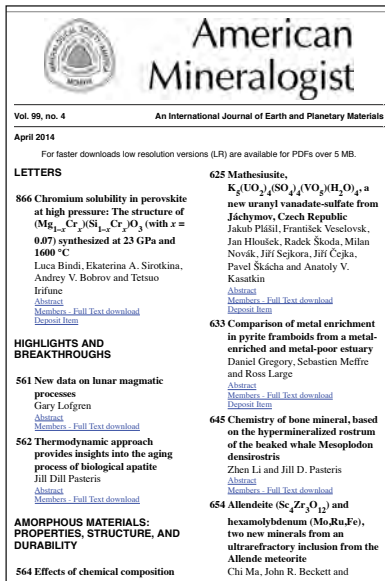 American
Mineralogist
Vol. 99, no. 4 An International Journal of Earth and Planetary Materials
April 2014
For faster downloads low resolution versions (LR) are available for PDFs over 5 MB.
LETTERS
866 Chromium solubility in perovskite
at high pressure: The structure of
(Mg1–xCrx)(Si1–xCrx)O3 (with x =
0.07) synthesized at 23 GPa and
1600 °C
Luca Bindi, Ekaterina A. Sirotkina,
Andrey V. Bobrov and Tetsuo
Irifune
Abstract
Members - Full Text download
Deposit Item
HIGHLIGHTS AND
BREAKTHROUGHS
561 New data on lunar magmatic
processes
Gary Lofgren
Abstract
Members - Full Text download
562 Thermodynamic approach
provides insights into the aging
process of biological apatite
Jill Dill Pasteris
Abstract
Members - Full Text download
AMORPHOUS MATERIALS:
PROPERTIES, STRUCTURE, AND
DURABILITY
564 Effects of chemical composition
625 Mathesiusite,
K5(UO2)4(SO4)4(VO5)(H2O)4, a
new uranyl vanadate-sulfate from
Jáchymov, Czech Republic
Jakub Plášil, František Veselovsk,
Jan Hloušek, Radek Škoda, Milan
Novák, Jiří Sejkora, Jiří Čejka,
Pavel Škácha and Anatoly V.
Kasatkin
Abstract
Members - Full Text download
Deposit Item
633 Comparison of metal enrichment
in pyrite framboids from a metal-
enriched and metal-poor estuary
Daniel Gregory, Sebastien Meffre
and Ross Large
Abstract
Members - Full Text download
Deposit Item
645 Chemistry of bone mineral, based
on the hypermineralized rostrum
of the beaked whale Mesoplodon
densirostris
Zhen Li and Jill D. Pasteris
Abstract
Members - Full Text download
654 Allendeite (Sc4Zr3O12) and
hexamolybdenum (Mo,Ru,Fe),
two new minerals from an
ultrarefractory inclusion from the
Allende meteorite
Chi Ma, John R. Beckett and